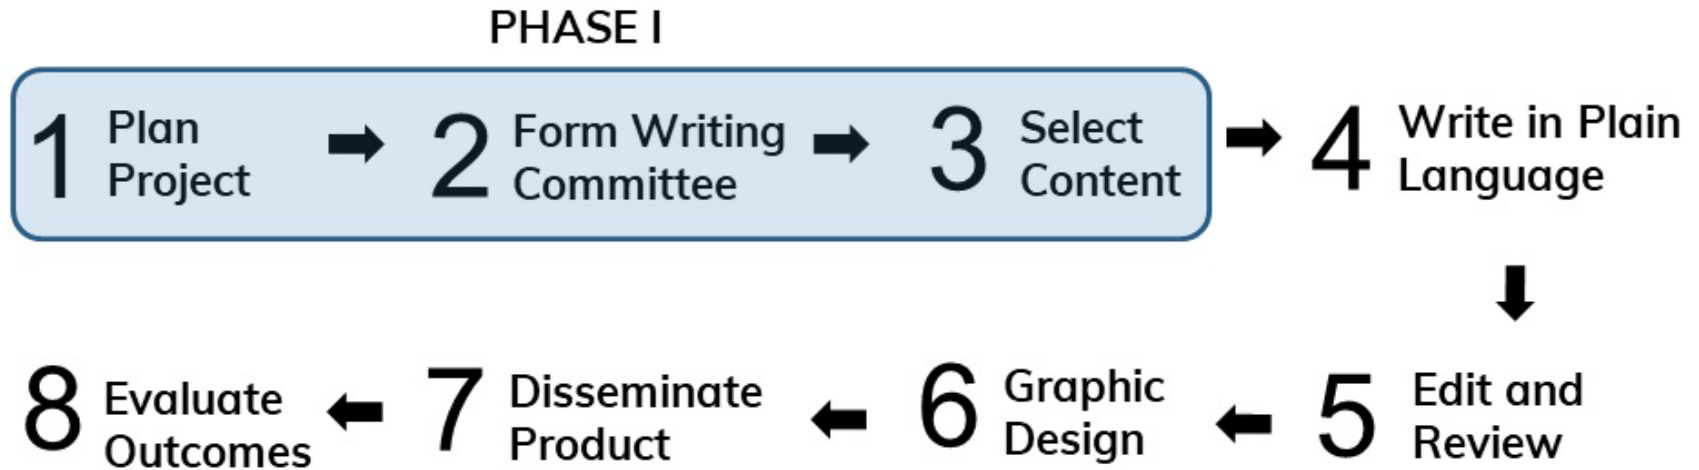 PHASE I
1 Plan
Project
2 Form Writing
Committee
3 Select
Content
4 Write in Plain
Language
5 Edit and
Review
6 Graphic
Design
7 Disseminate
Product
8 Evaluate
Outcomes